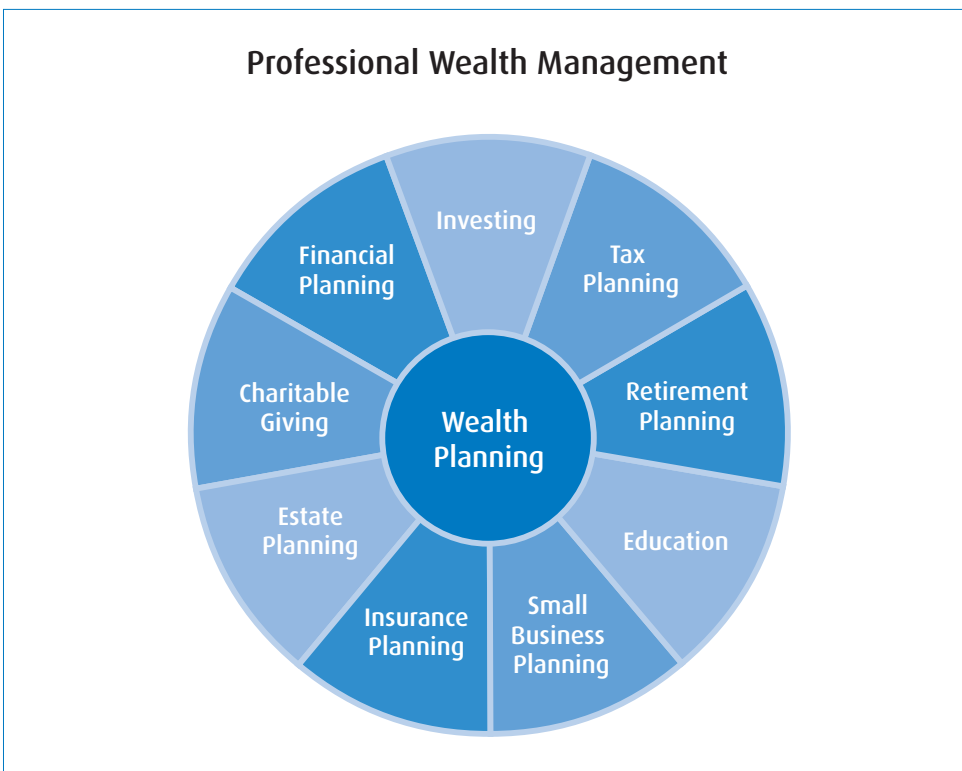 Professional Wealth Management
Investing
Tax
Planning
Retirement
Planning
Education
Small
Business
Planning
Insurance
Planning
Estate
Planning
Charitable
Giving
Financial
Planning
Wealth
Planning